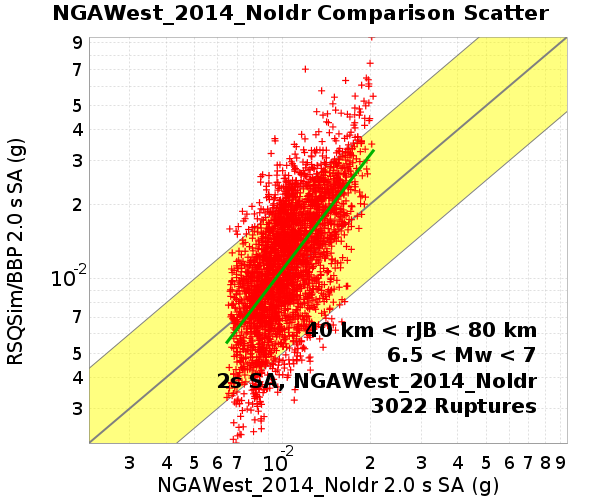 NGAWest_2014_NoIdr Comparison Scatter
RSQSim/BBP 2.0 s SA (g)
9
7
5
4
3
2
10^-2
7
5
4
3
40 km < rJB < 80 km
6.5 < Mw < 7
2s SA, NGAWest_2014_NoIdr
3022 Ruptures
3 4 5 6 7 10^-2 2 3 4 5 6 7 8 9
NGAWest_2014_NoIdr 2.0 s SA (g)